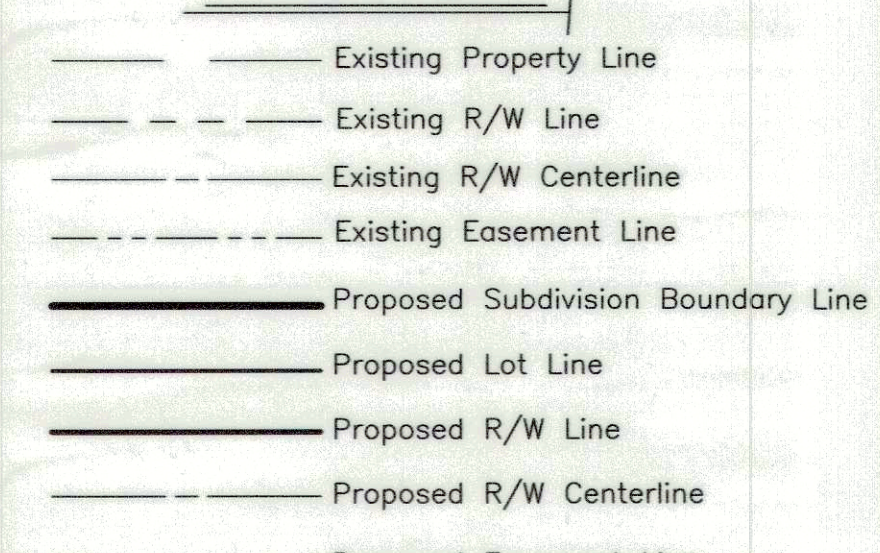 Existing Property Line
Existing R/W Line
Existing R/W Centerline
Existing Easement Line
Proposed Subdivision Boundary Line
Proposed Lot Line
Proposed R/W Line
Proposed R/W Centerline